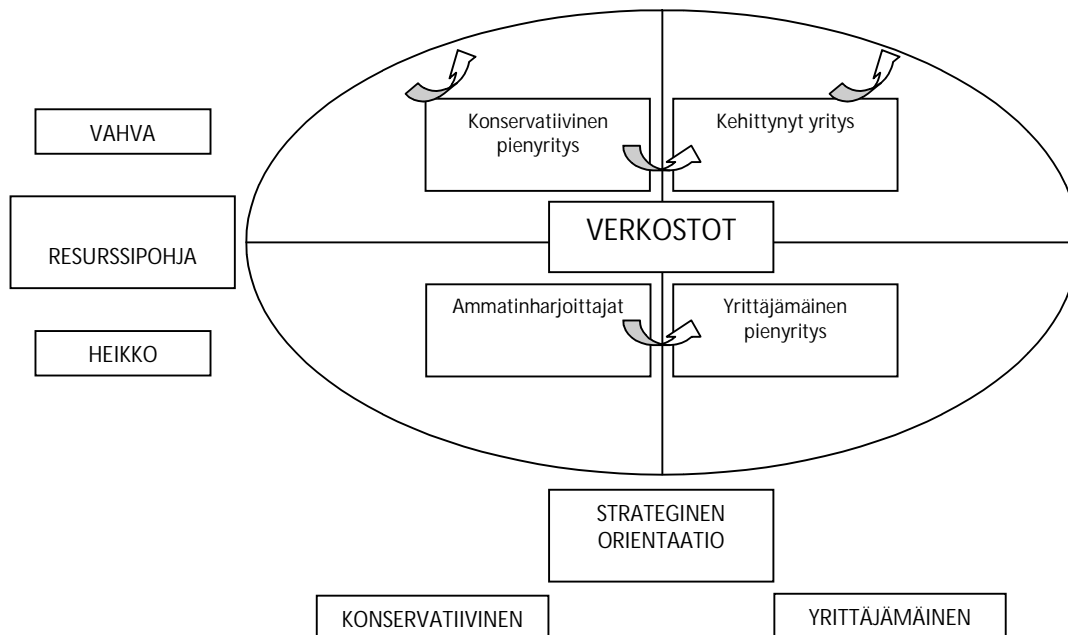 Konservatiivinen
pienyritys
Kehittynyt yritys
VAHVA
VERKOSTOT
RESURSSIPOHJA
Ammatinharjoittajat
Yrittäjämäinen
pienyritys
HEIKKO
STRATEGINEN
ORIENTAATIO
KONSERVATIIVINEN
YRITTÄJÄMÄINEN